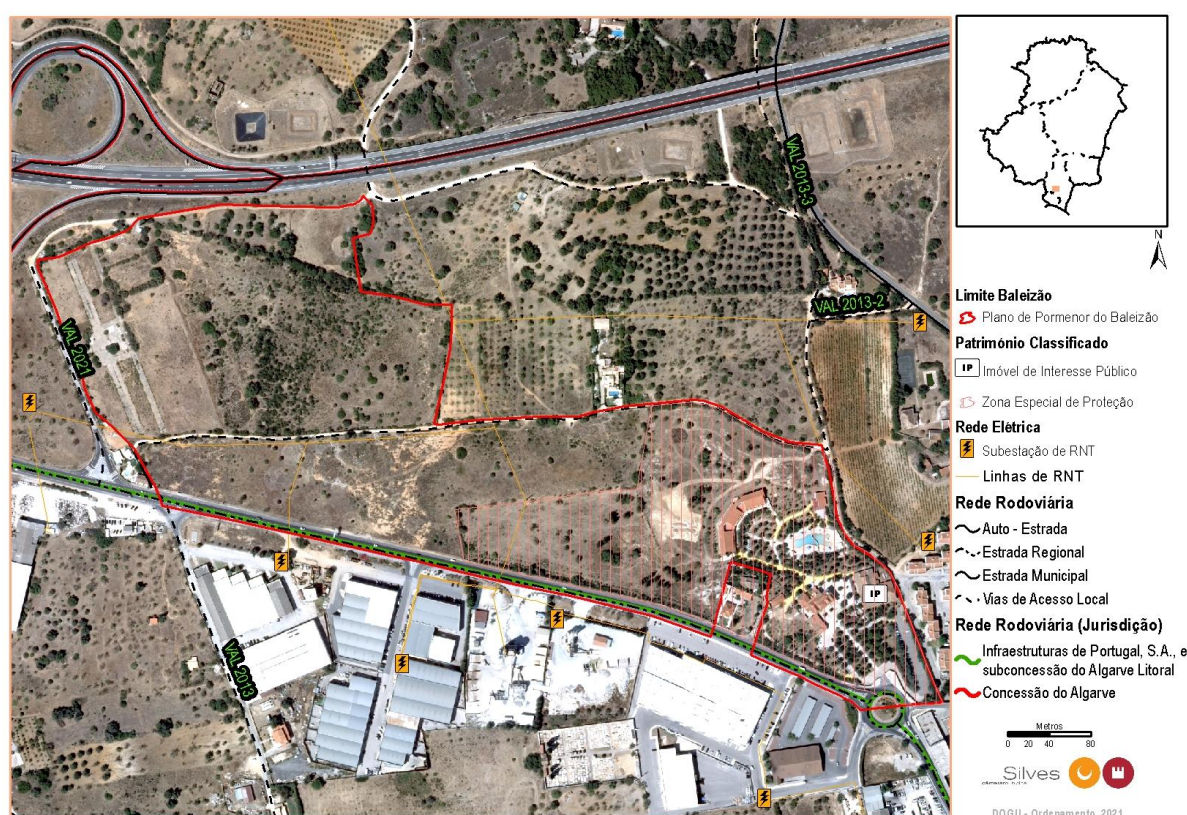 VAL 2013-3
VAL 2013-2
VAL 2021
VAL 2013
IP
N
Limite Baleizão
Plano de Pormenor do Baleizão
Património Classificado
IP Imóvel de Interesse Público
Zona Especial de Proteção
Rede Elétrica
Subestação de RNT
Linhas de RNT
Rede Rodoviária
Auto - Estrada
Estrada Regional
Estrada Municipal
Vias de Acesso Local
Rede Rodoviária (Jurisdição)
Infraestruturas de Portugal, S.A., e
subconcessão do Algarve Litoral
Concessão do Algarve
Metros
0 20 40 80
Silves
DOGU - Ordenamento, 2021